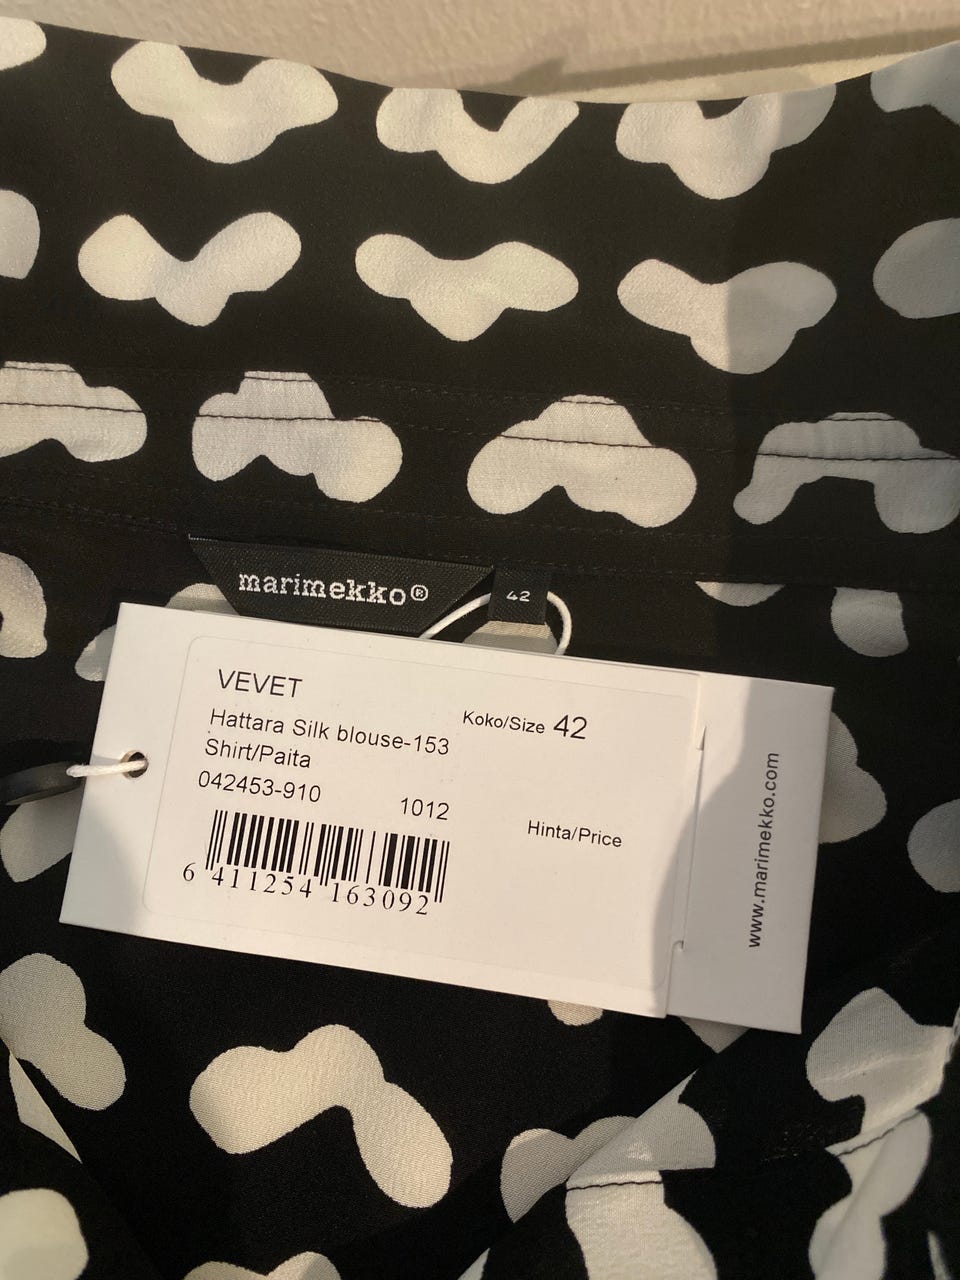 marimekko®
42
VEVET
Hattara Silk blouse-153
Shirt/Paita
042453-910
1012
Koko/Size 42
Hinta/Price
6 411254 163092
www.marimekko.com